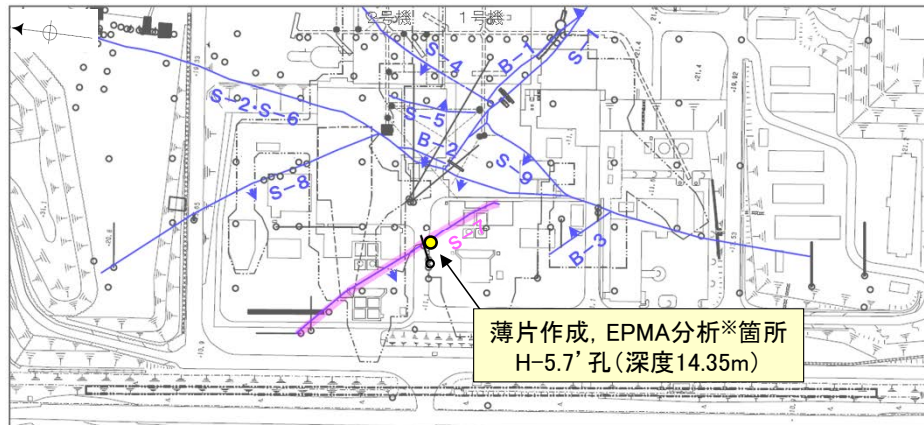 2号機
1号機
S-4
B-1
S-1
S-2・S-6
S-5
B-2
S-9
S-8
S-7
B-3
薄片作成, EPMA分析※箇所
H-5.7’孔(深度14.35m)